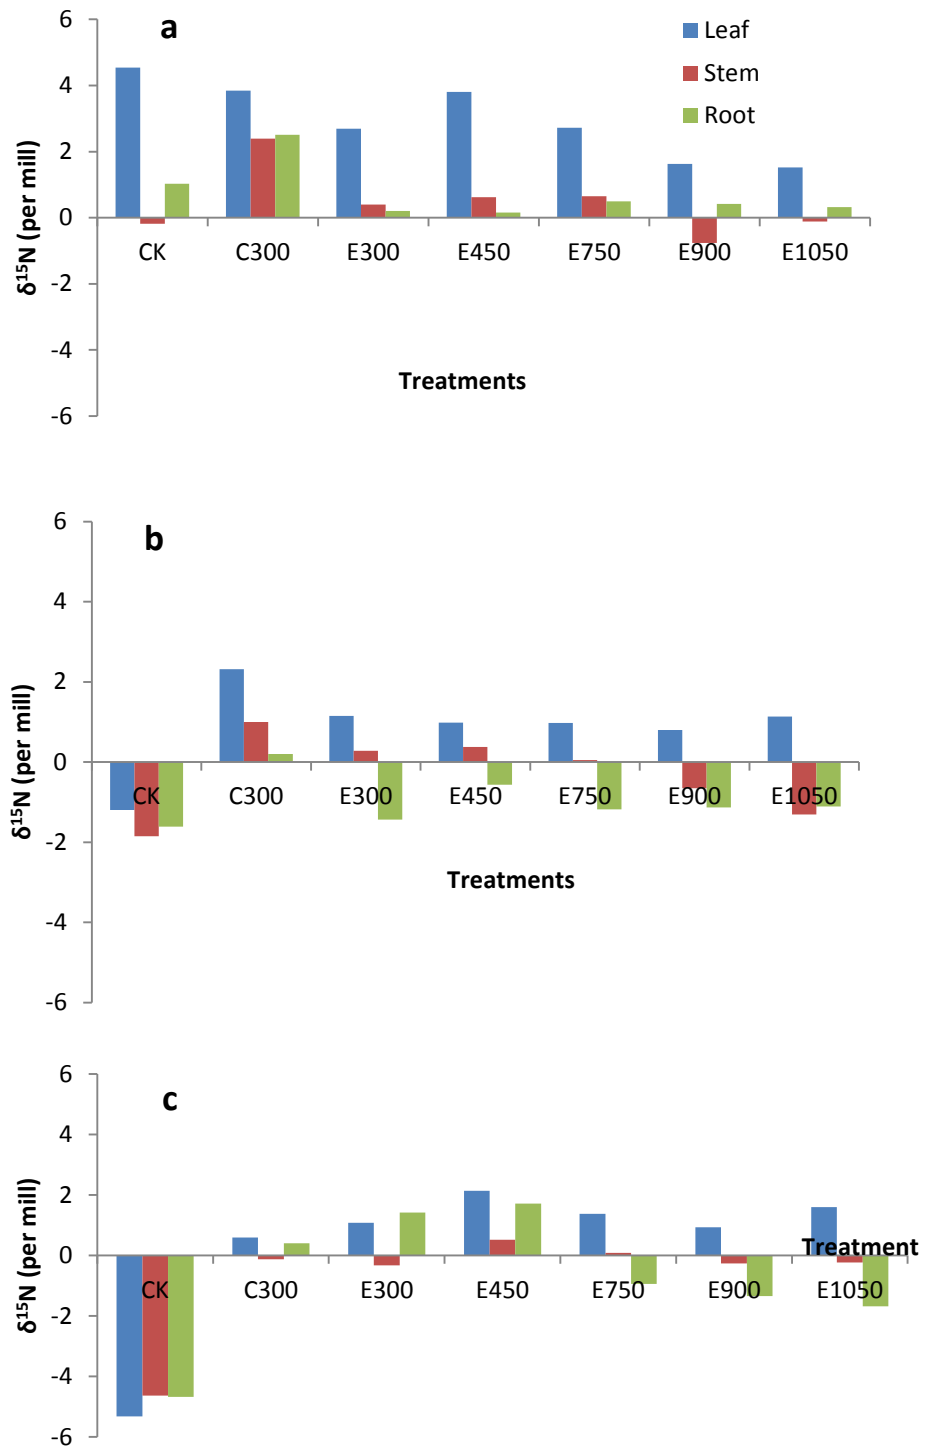 a
Leaf
Stem
Root
6
4
2
0
-2
-4
-6
δ¹⁵N (per mill)
CK C300 E300 E450 E750 E900 E1050
Treatments
b
6
4
2
0
-2
-4
-6
δ¹⁵N (per mill)
CK C300 E300 E450 E750 E900 E1050
Treatments
c
6
4
2
0
-2
-4
-6
δ¹⁵N (per mill)
Treatment
CK C300 E300 E450 E750 E900 E1050